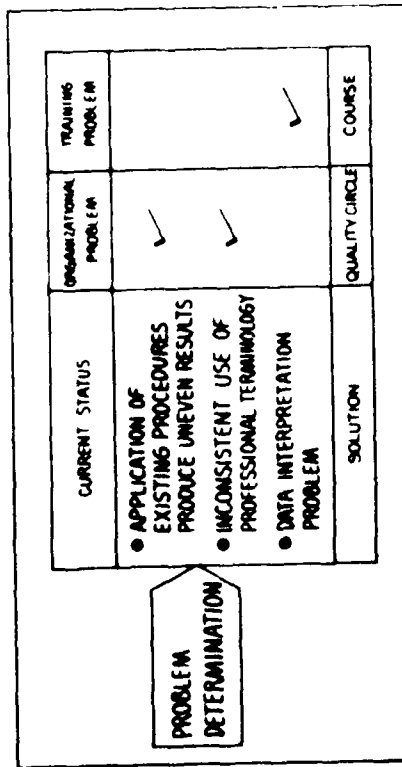 PROBLEM
DETERMINATION
CURRENT STATUS
ORGANIZATIONAL
PROBLEM
TRAINING
PROBLEM
● APPLICATION OF
EXISTING PROCEDURES
PRODUCE UNEVEN RESULTS
● INCONSISTENT USE OF
PROFESSIONAL TERMINOLOGY
● DATA INTERPRETATION
PROBLEM
SOLUTION
QUALITY CIRCLE
COURSE